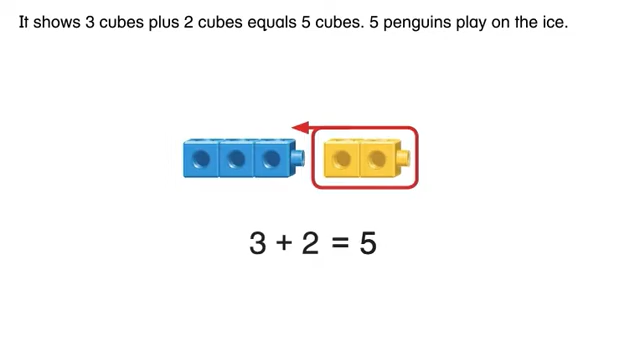 It shows 3 cubes plus 2 cubes equals 5 cubes. 5 penguins play on the ice.
3 + 2 = 5